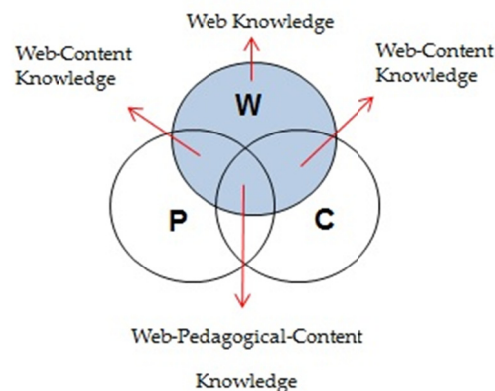 Web Knowledge
Web-Content
Knowledge
Web-Content
Knowledge
W
P
C
Web-Pedagogical-Content
Knowledge